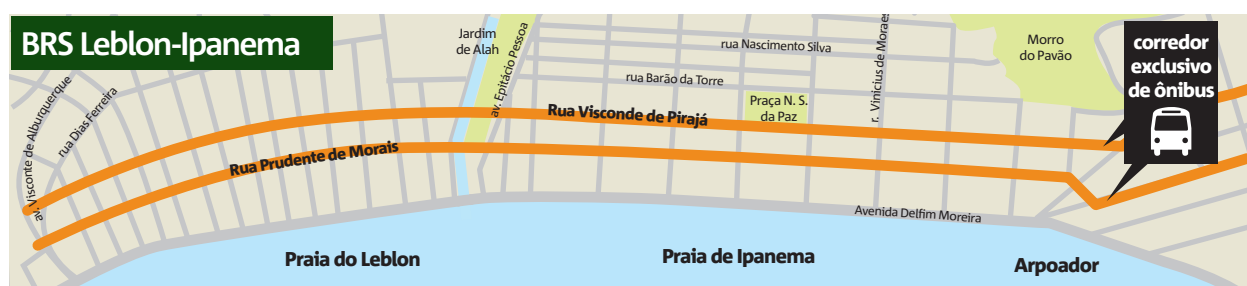 BRS Leblon-Ipanema
Jardim
de Alah
av. Epitácio Pessoa
rua Nascimento Silva
r. Vinicius de Moraes
Morro
do Pavão
corredor
exclusivo
de ônibus
rua Barão da Torre
Praça N. S.
da Paz
av. Visconte de Alburquerque
rua Dias Ferreira
Rua Visconde de Pirajá
Rua Prudente de Morais
Avenida Delfim Moreira
Praia do Leblon
Praia de Ipanema
Arpoador